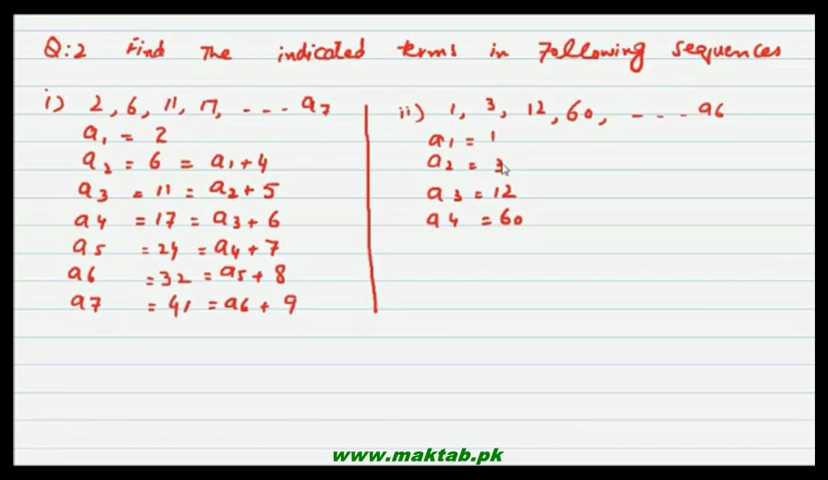 Q:2 Find The indicated terms in Following sequences
i) 2, 6, 11, 17, - - - - a7
a1 = 2
a2 = 6 = a1 + 4
a3 = 11 = a2 + 5
a4 = 17 = a3 + 6
a5 = 24 = a4 + 7
a6 = 32 = a5 + 8
a7 = 41 = a6 + 9
ii) 1, 3, 12, 60, - - - - a6
a1 = 1
a2 = 3
a3 = 12
a4 = 60
www.maktab.pk